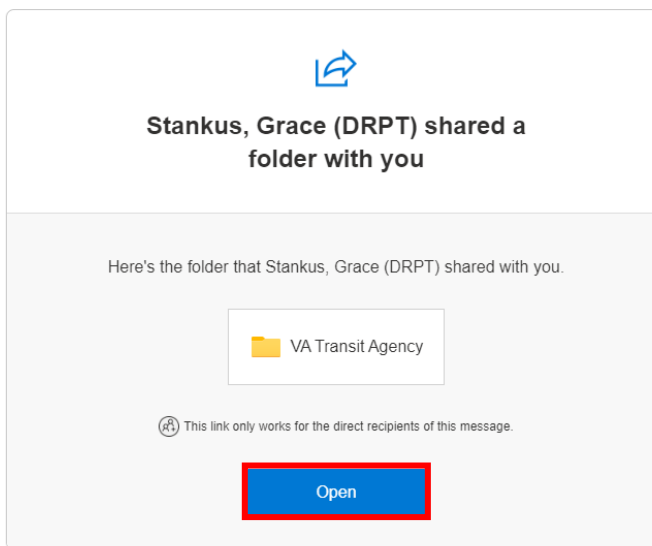 Stankus, Grace (DRPT) shared a
folder with you
Here's the folder that Stankus, Grace (DRPT) shared with you.
VA Transit Agency
This link only works for the direct recipients of this message.
Open